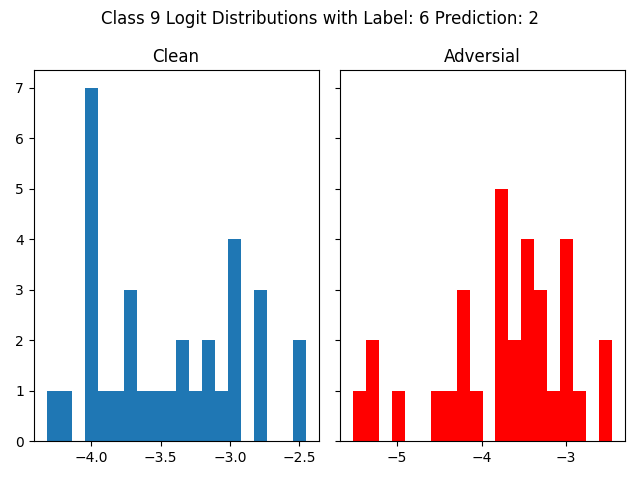 Class 9 Logit Distributions with Label: 6 Prediction: 2
Clean
Adversial
7
6
5
4
3
2
1
0
−4.0 −3.5 −3.0 −2.5
−5 −4 −3